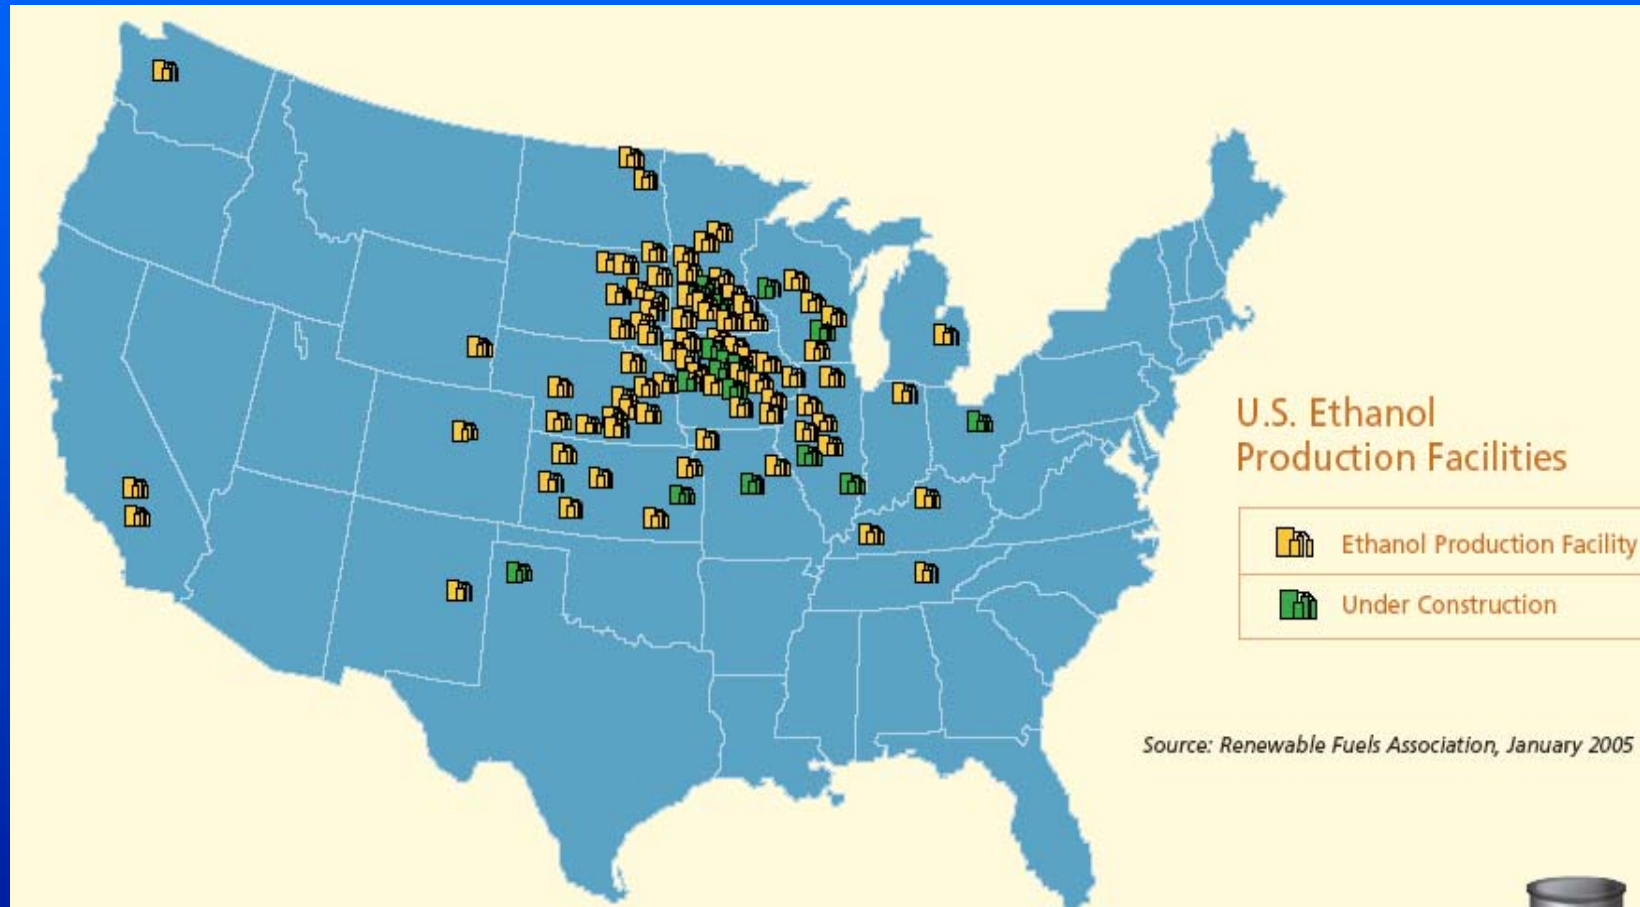 U.S. Ethanol
Production Facilities
Ethanol Production Facility
Under Construction
Source: Renewable Fuels Association, January 2005